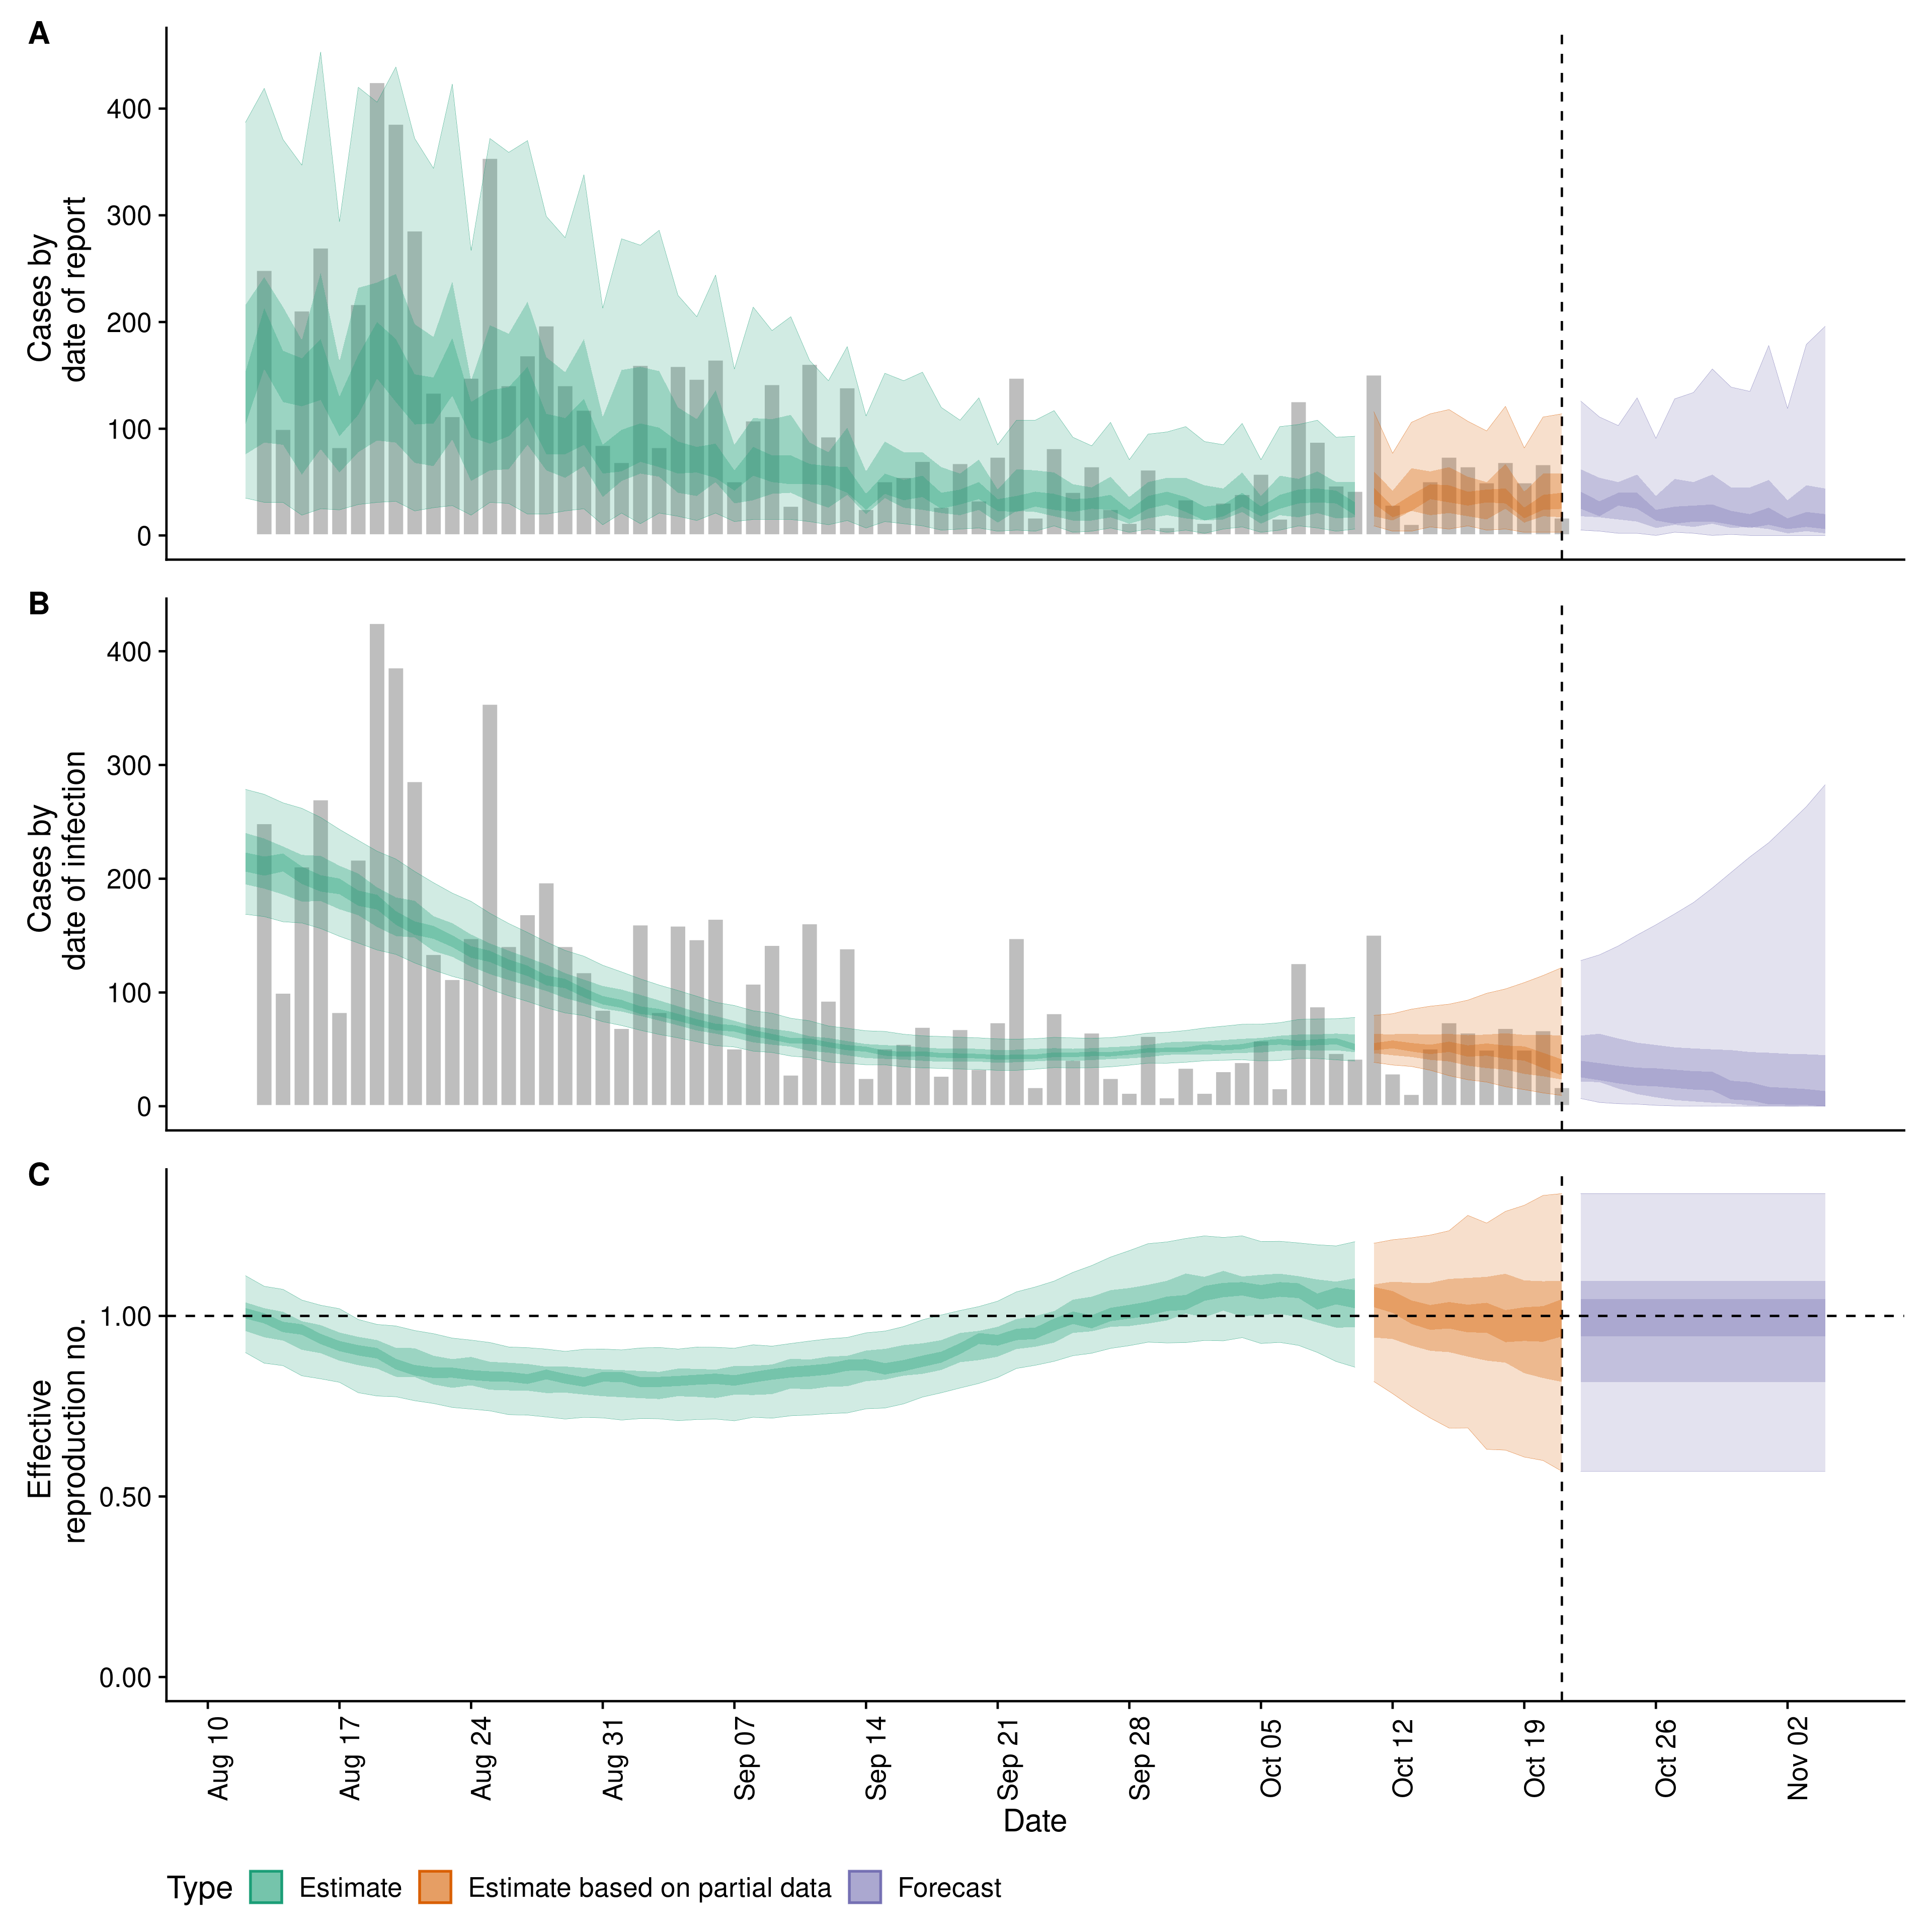 A
400
300
200
100
0
Cases by
date of report
B
400
300
200
100
0
Cases by
date of infection
C
1.00
0.50
0.00
Effective
reproduction no.
Aug 10
Aug 17
Aug 24
Aug 31
Sep 07
Sep 14
Sep 21
Sep 28
Oct 05
Oct 12
Oct 19
Oct 26
Nov 02
Date
Type Estimate Estimate based on partial data Forecast